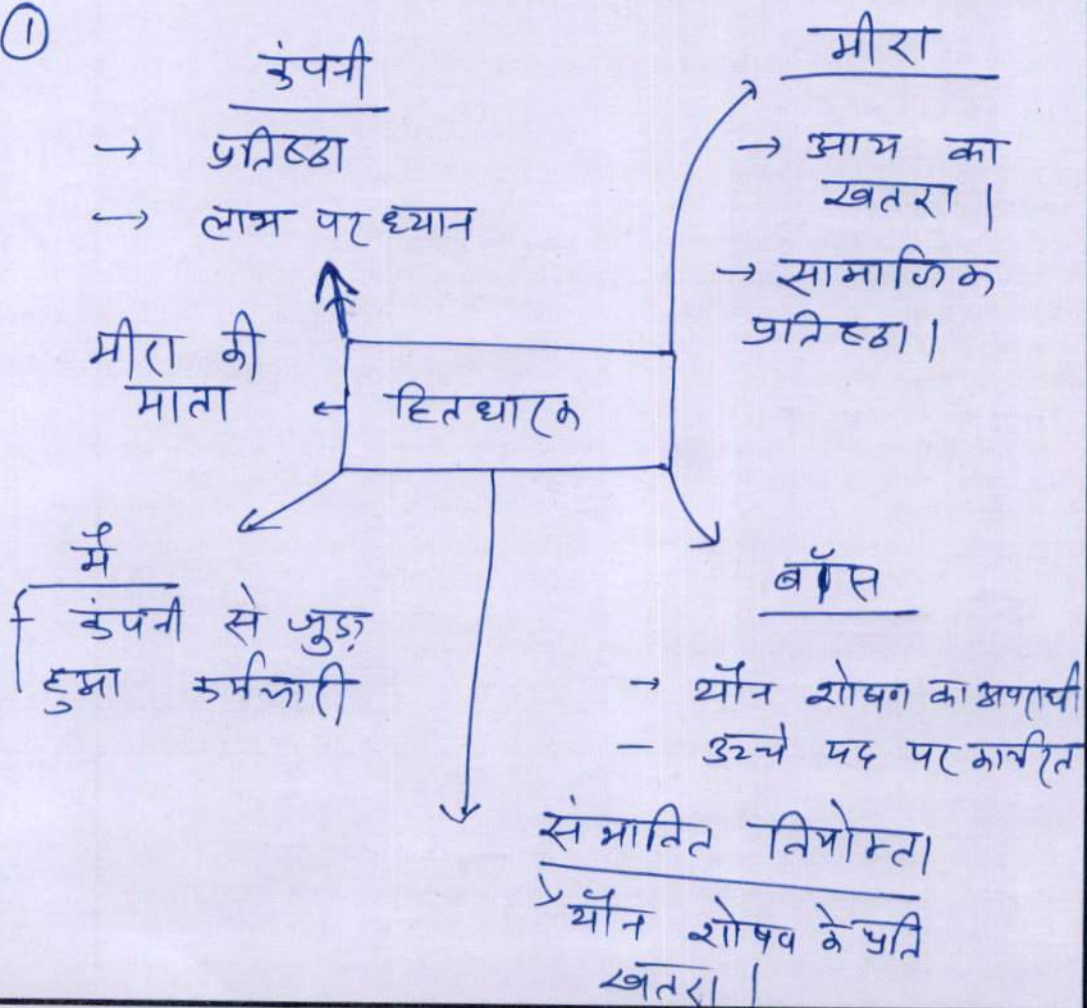 ①
कंपनी
→ प्रतिष्ठा
→ लाभ पर ध्यान
मीरा
→ आय का
खतरा।
→ सामाजिक
प्रतिष्ठा।
मीरा की
माता
← हितधारक
मैं
कंपनी से जुड़ा
हुआ कर्मचारी
बॉस
→ यौन शोषण का अपराधी
— उच्चे पद पर कार्यरत
संभावित नियोक्ता
↘ यौन शोषण के प्रति
खतरा।